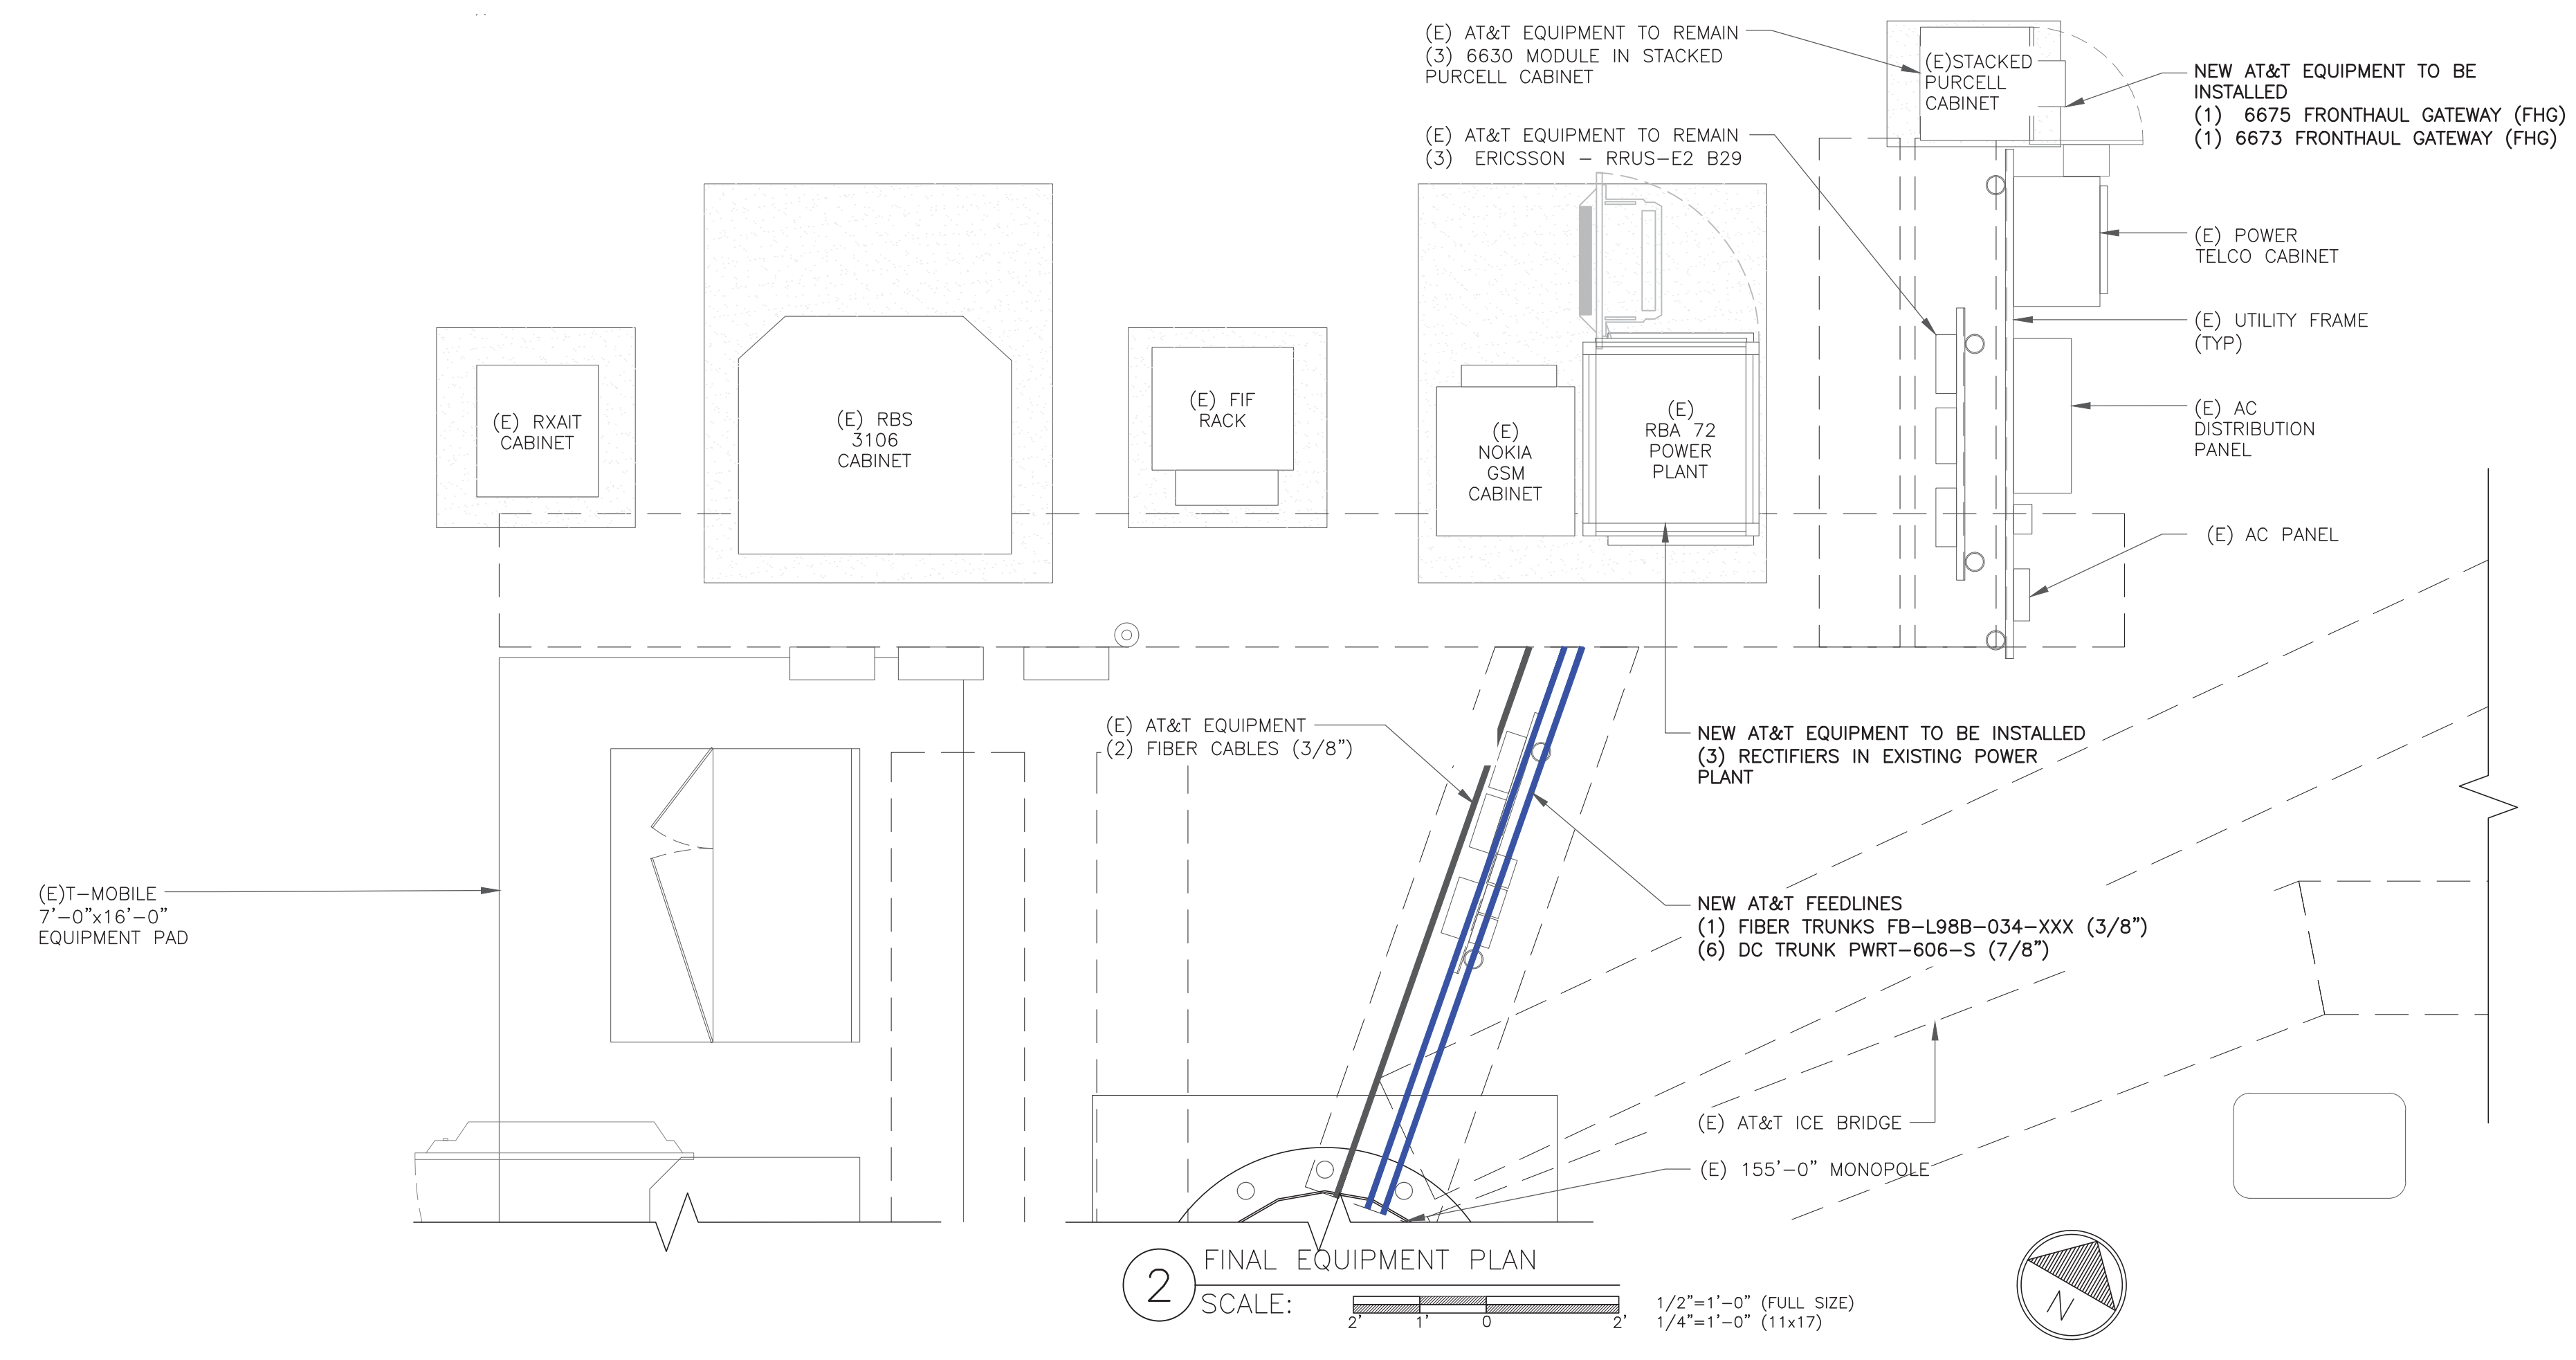 (E) AT&T EQUIPMENT TO REMAIN
(3) 6630 MODULE IN STACKED
PURCELL CABINET
(E)STACKED
PURCELL
CABINET
NEW AT&T EQUIPMENT TO BE
INSTALLED
(1) 6675 FRONTHAUL GATEWAY (FHG)
(1) 6673 FRONTHAUL GATEWAY (FHG)
(E) AT&T EQUIPMENT TO REMAIN
(3) ERICSSON – RRUS–E2 B29
(E) POWER
TELCO CABINET
(E) UTILITY FRAME
(TYP)
(E) RXAIT
CABINET
(E) RBS
3106
CABINET
(E) FIF
RACK
(E)
NOKIA
GSM
CABINET
(E)
RBA 72
POWER
PLANT
(E) AC
DISTRIBUTION
PANEL
(E) AC PANEL
(E) AT&T EQUIPMENT
(2) FIBER CABLES (3/8”)
NEW AT&T EQUIPMENT TO BE INSTALLED
(3) RECTIFIERS IN EXISTING POWER
PLANT
(E)T–MOBILE
7’–0”x16’–0”
EQUIPMENT PAD
NEW AT&T FEEDLINES
(1) FIBER TRUNKS FB–L98B–034–XXX (3/8”)
(6) DC TRUNK PWRT–606–S (7/8”)
(E) AT&T ICE BRIDGE
(E) 155’–0” MONOPOLE
2
FINAL EQUIPMENT PLAN
SCALE:
2’ 1’ 0 2’
1/2”=1’–0” (FULL SIZE)
1/4”=1’–0” (11x17)
N